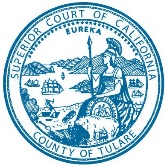 SUPERIOR COURT OF CALIFORNIA
EUREKA
COUNTY OF TULARE